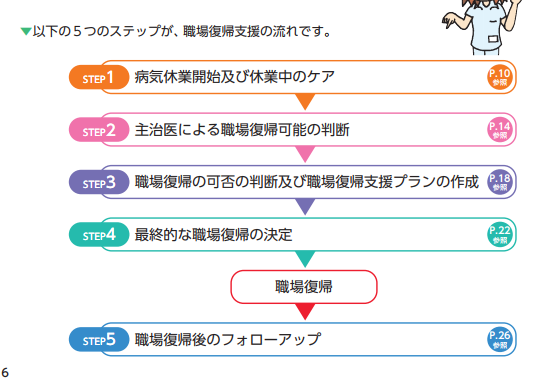 ▼以下の５つのステップが、職場復帰支援の流れです。
STEP1 病気休業開始及び休業中のケア P.10 参照
STEP2 主治医による職場復帰可能の判断 P.14 参照
STEP3 職場復帰の可否の判断及び職場復帰支援プランの作成 P.18 参照
STEP4 最終的な職場復帰の決定 P.22 参照
職場復帰
STEP5 職場復帰後のフォローアップ P.26 参照
6